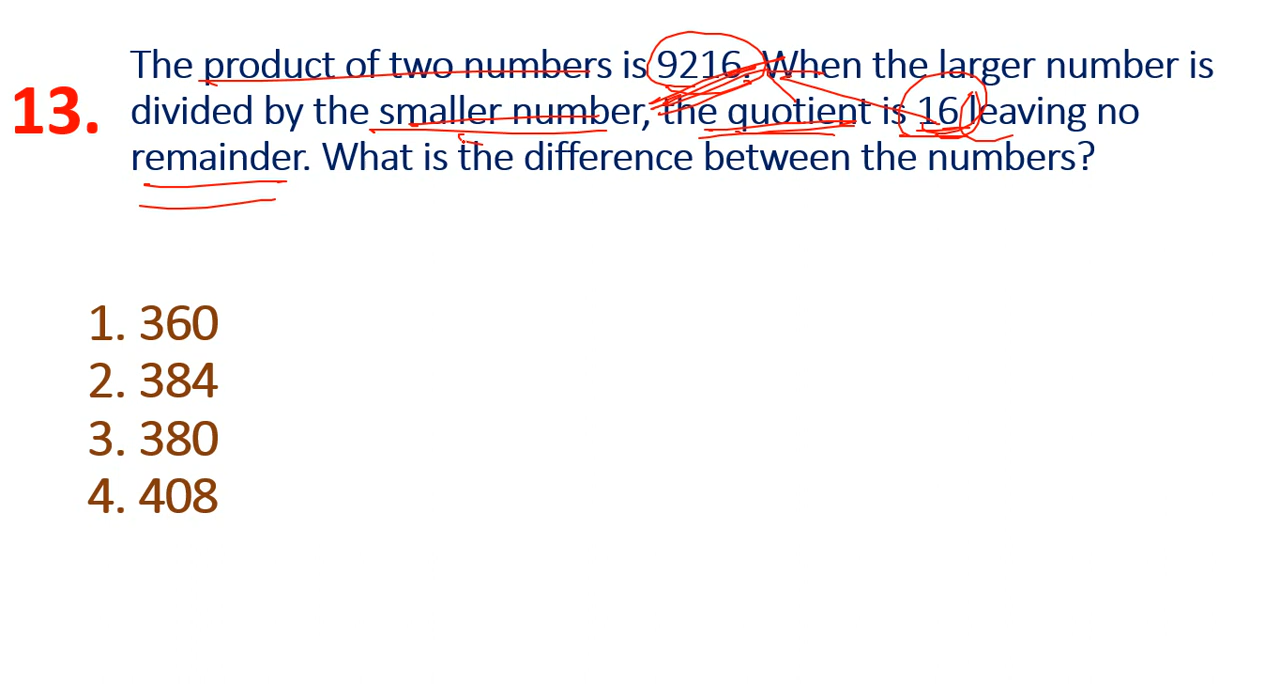 The product of two numbers is 9216. When the larger number is
13. divided by the smaller number, the quotient is 16 leaving no
remainder. What is the difference between the numbers?
1. 360
2. 384
3. 380
4. 408